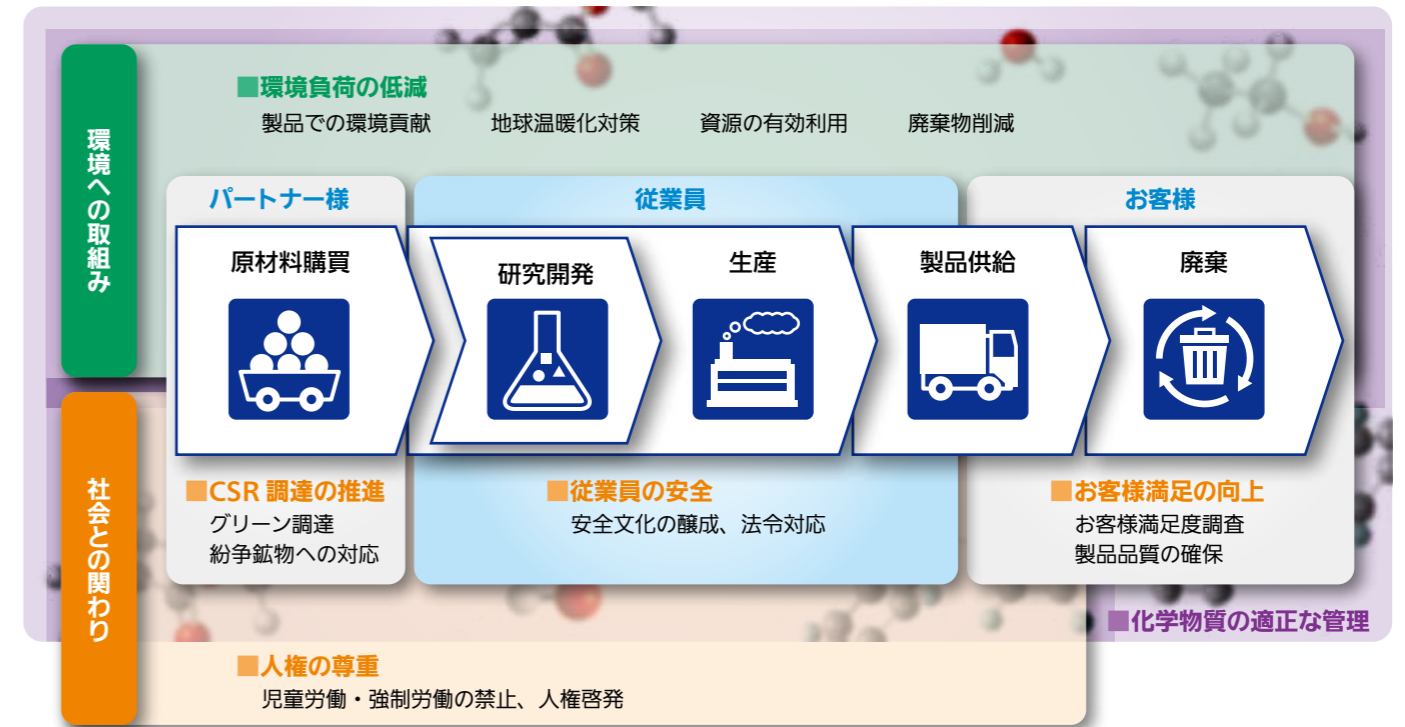 環境への取組み
■環境負荷の低減
製品での環境貢献 地球温暖化対策 資源の有効利用 廃棄物削減
パートナー様 従業員 お客様
原材料購買 研究開発 生産 製品供給 廃棄
社会との関わり
■CSR 調達の推進
グリーン調達
紛争鉱物への対応
■従業員の安全
安全文化の醸成、法令対応
■お客様満足の向上
お客様満足度調査
製品品質の確保
■化学物質の適正な管理
■人権の尊重
児童労働・強制労働の禁止、人権啓発